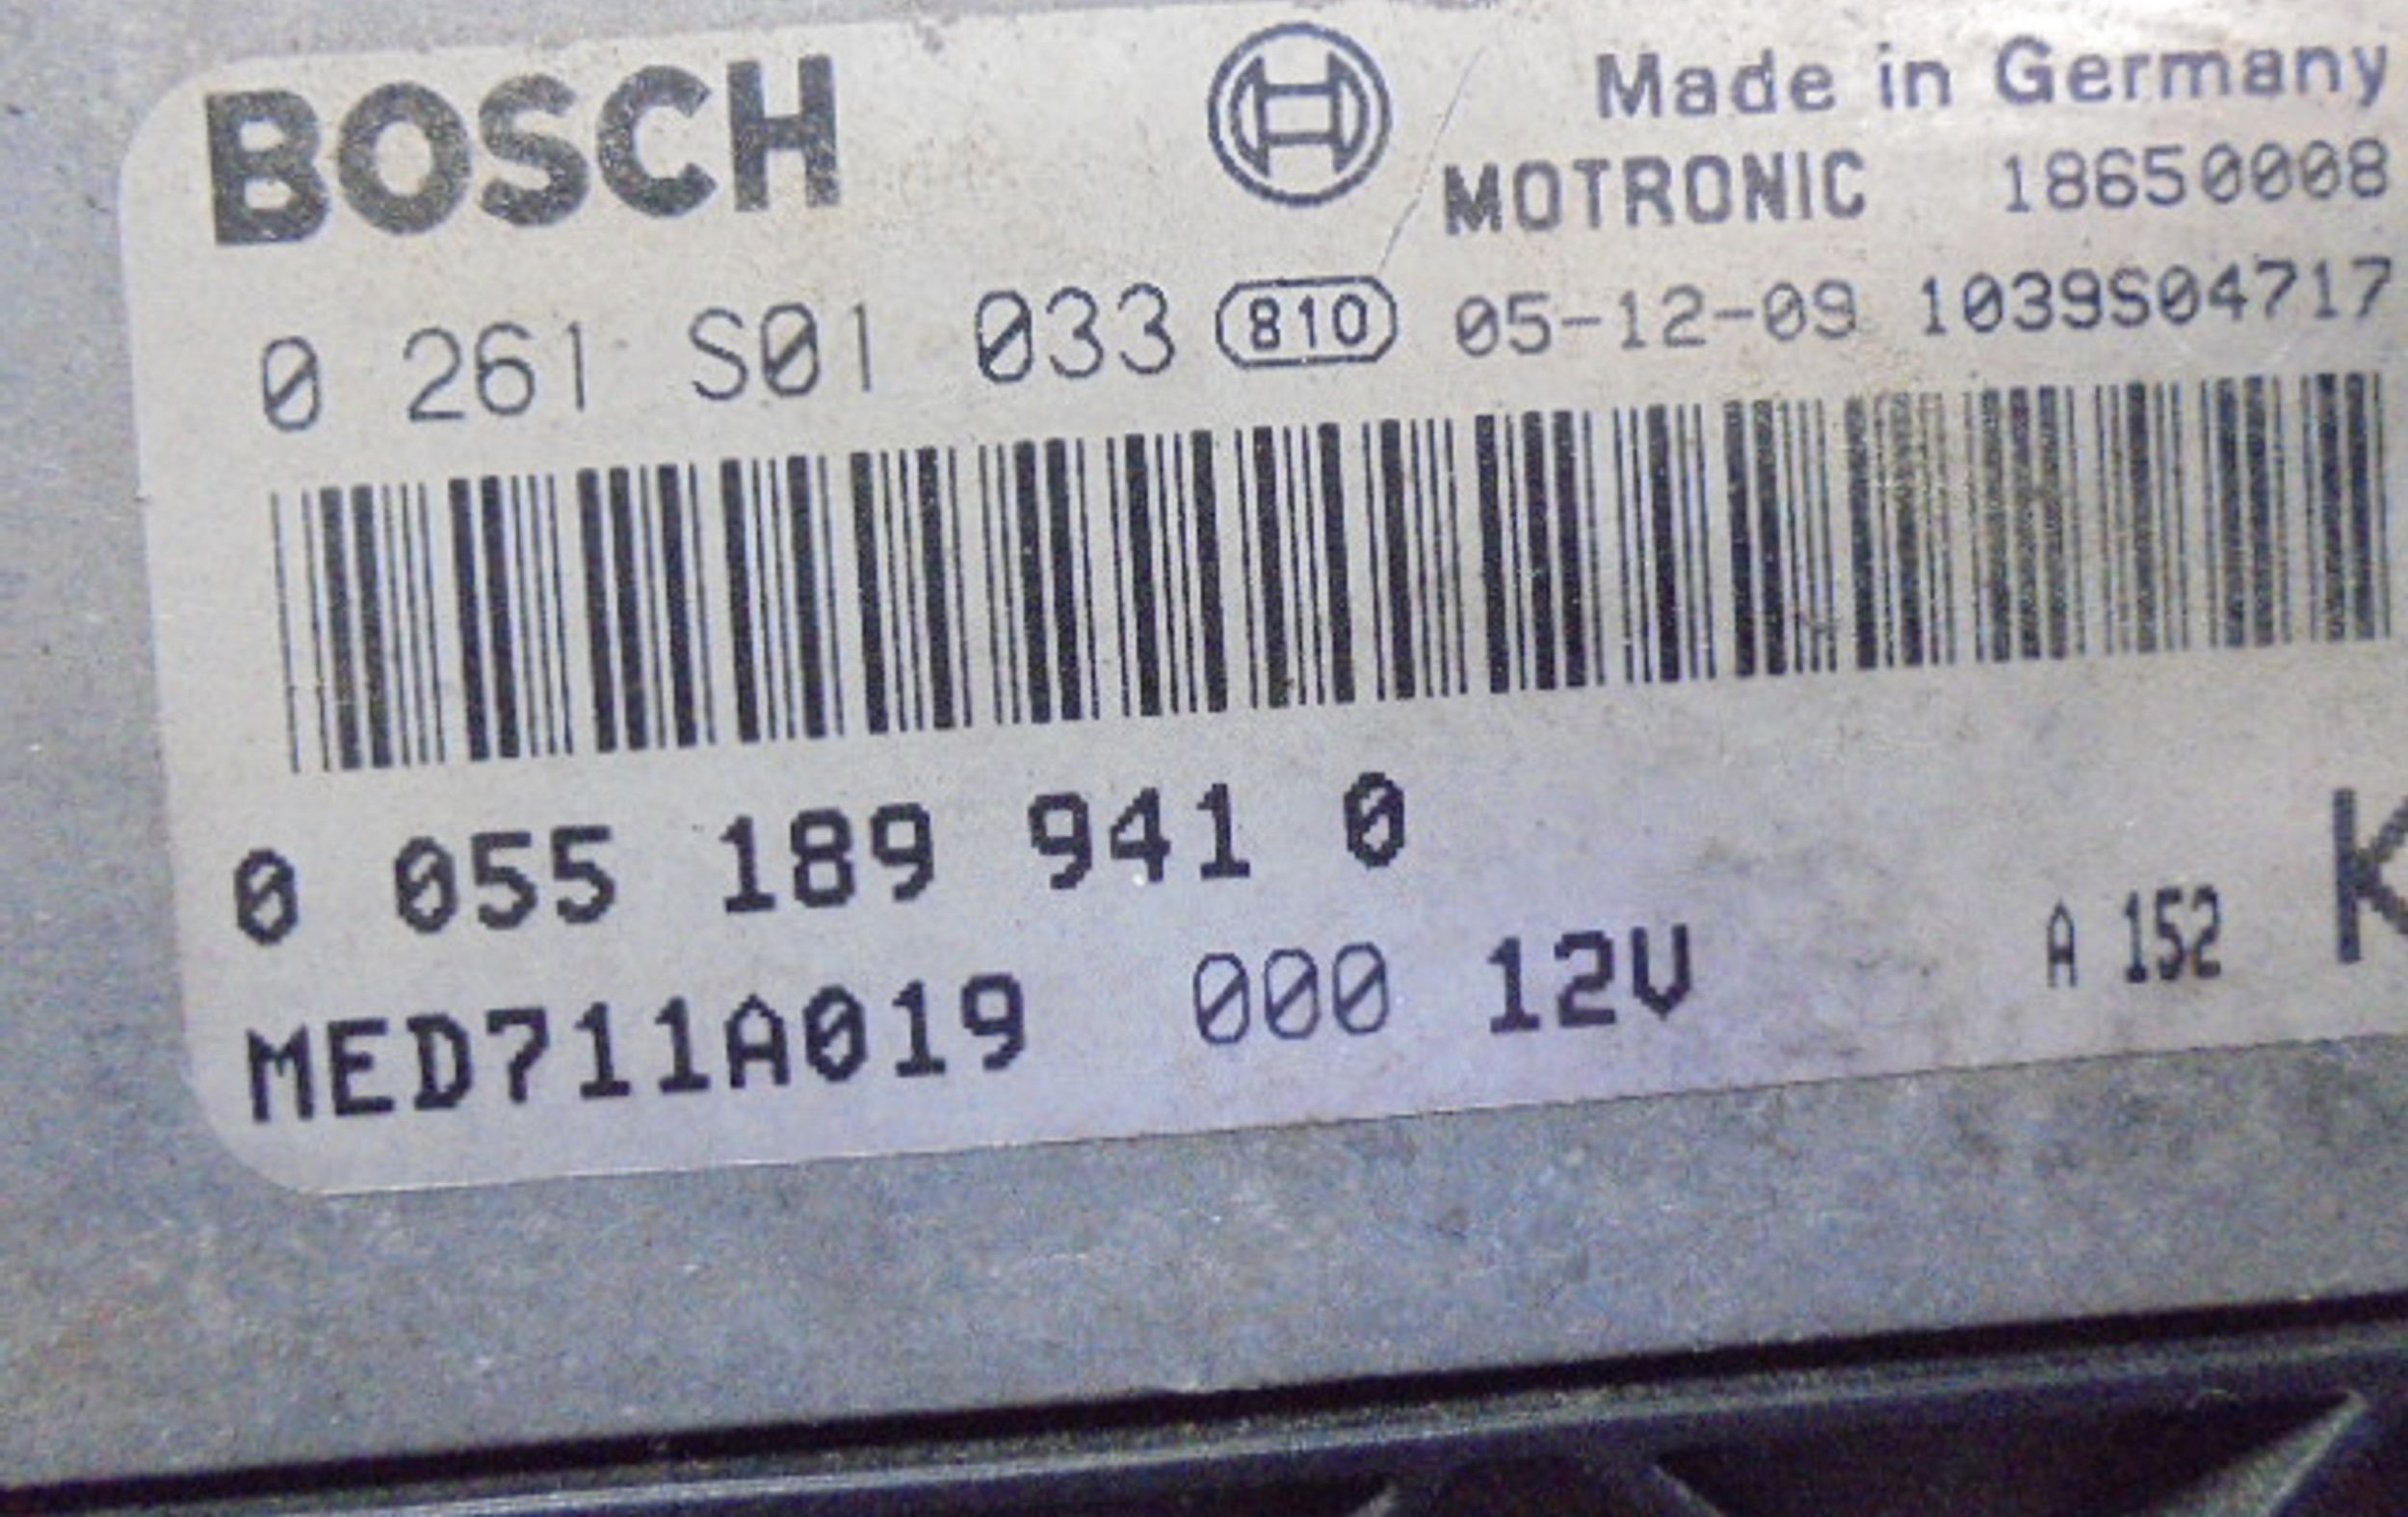 BOSCH
Made in Germany
MOTRONIC 18650008
0 261 S01 033 810 05-12-09 1039S04717
0 055 189 941 0
MED711A019 000 12V A 152 K